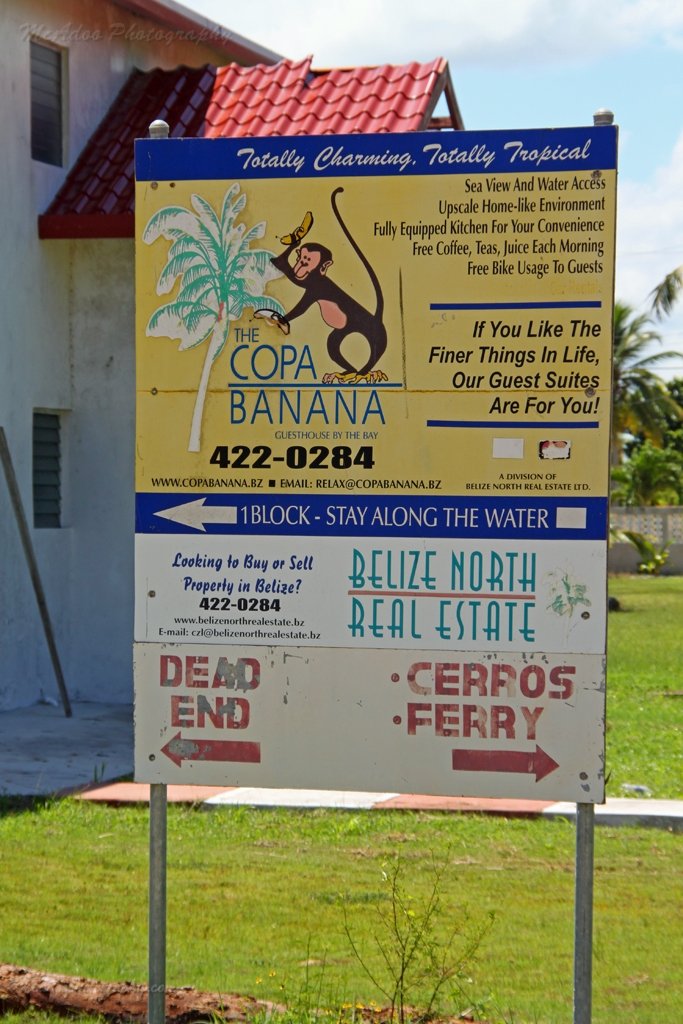 McAdoo Photography
Totally Charming, Totally Tropical
Sea View And Water Access
Upscale Home-like Environment
Fully Equipped Kitchen For Your Convenience
Free Coffee, Teas, Juice Each Morning
Free Bike Usage To Guests
If You Like The
Finer Things In Life,
Our Guest Suites
Are For You!
THE
COPA
BANANA
GUESTHOUSE BY THE BAY
422-0284
WWW.COPABANANA.BZ ■ EMAIL: RELAX@COPABANANA.BZ
A DIVISION OF
BELIZE NORTH REAL ESTATE LTD.
1 BLOCK - STAY ALONG THE WATER
Looking to Buy or Sell
Property in Belize?
422-0284
www.belizenorthrealestate.bz
E-mail: czl@belizenorthrealestate.bz
BELIZE NORTH
REAL ESTATE
DEAD
END
CERROS
FERRY